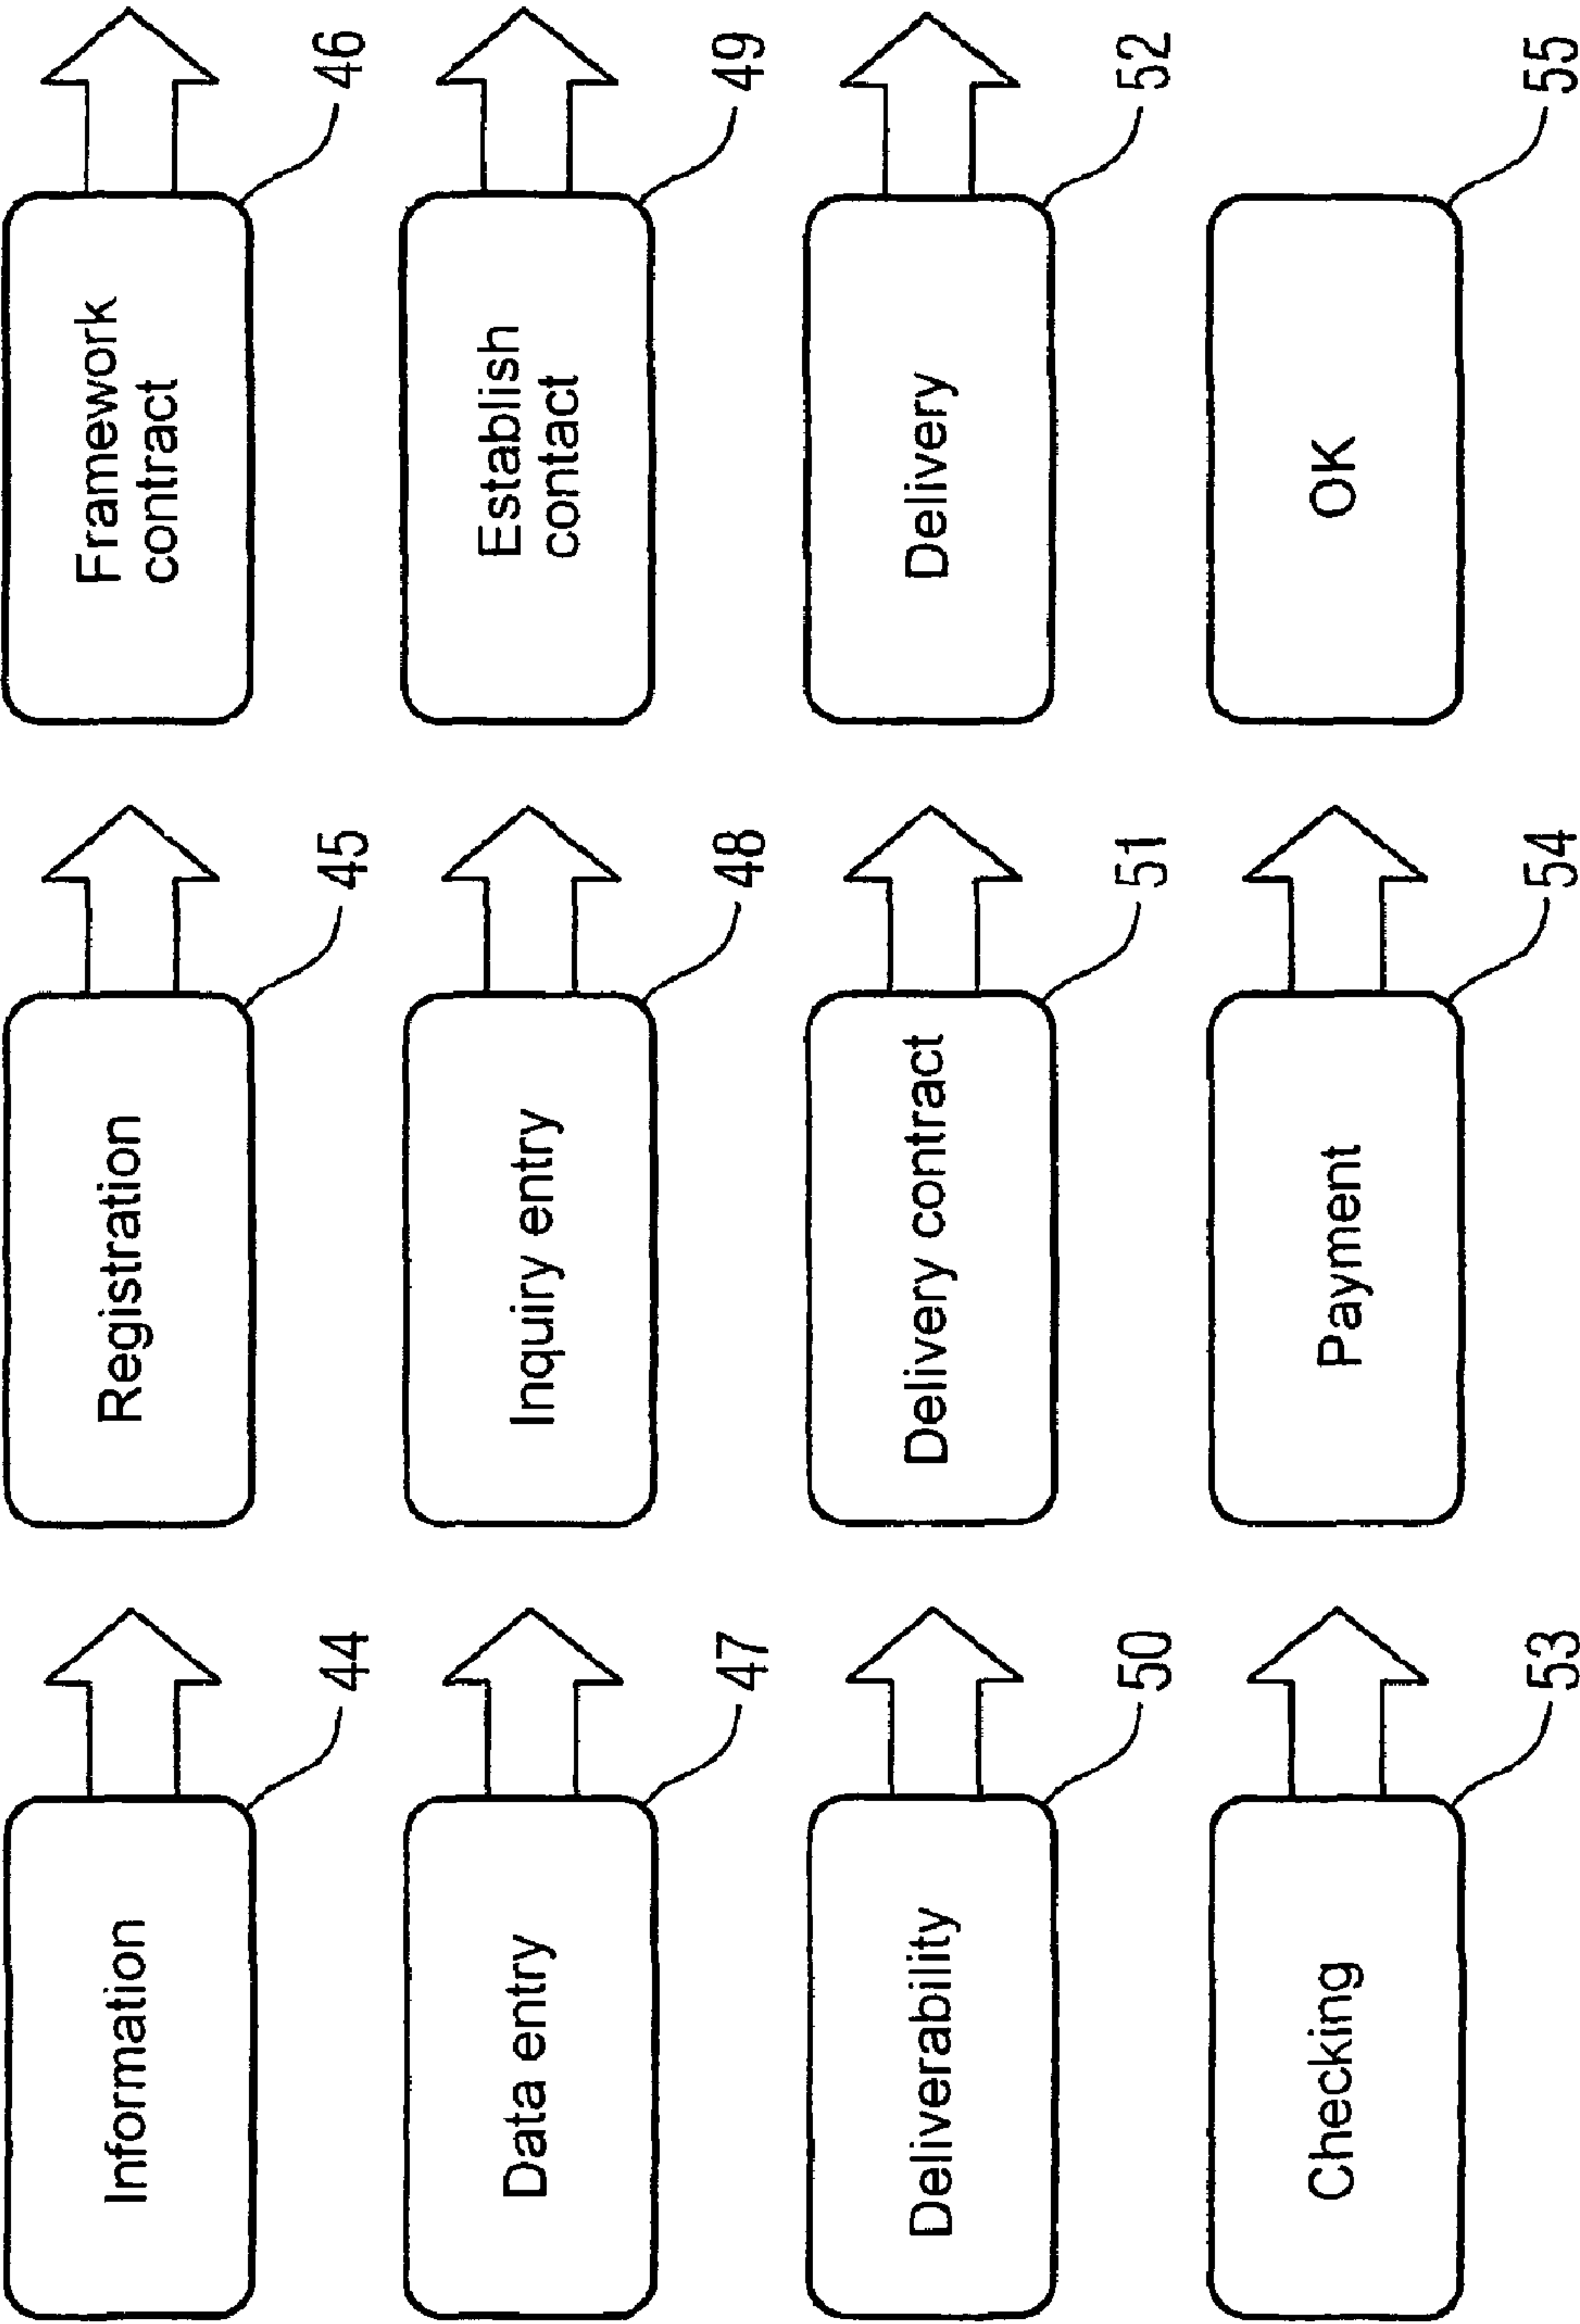 Information
44
Registration
45
Framework
contract
46
Data entry
47
Inquiry entry
48
Establish
contact
49
Deliverability
50
Delivery contract
51
Delivery
52
Checking
53
Payment
54
OK
55